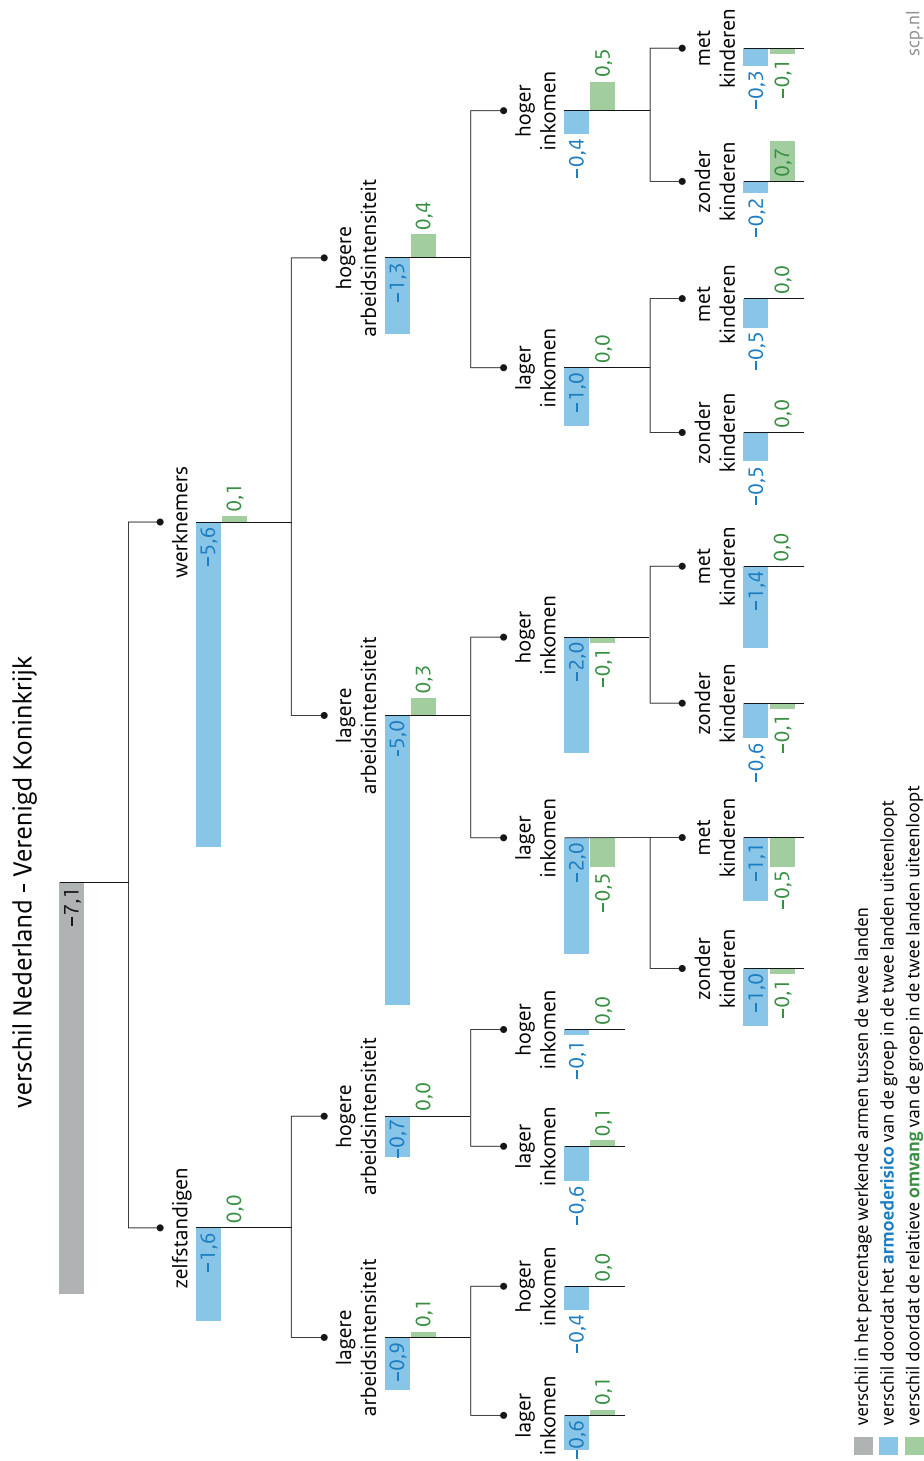 verschil Nederland – Verenigd Koninkrijk
–7,1
zelfstandigen
–1,6
0,0
werknemers
–5,6
0,1
lagere
arbeidsintensiteit
–0,9
0,1
hogere
arbeidsintensiteit
–0,7
0,0
lagere
arbeidsintensiteit
-5,0
0,3
hogere
arbeidsintensiteit
–1,3
0,4
lager
inkomen
–0,6
0,1
hoger
inkomen
–0,4
0,0
lager
inkomen
–0,6
0,1
hoger
inkomen
–0,1
0,0
lager
inkomen
–2,0
–0,5
hoger
inkomen
–2,0
–0,1
lager
inkomen
–1,0
0,0
hoger
inkomen
–0,4
0,5
zonder
kinderen
–1,0
–0,1
met
kinderen
–1,1
–0,5
zonder
kinderen
–0,6
–0,1
met
kinderen
–1,4
0,0
zonder
kinderen
–0,5
0,0
met
kinderen
–0,5
0,0
zonder
kinderen
–0,2
0,7
met
kinderen
–0,3
–0,1
verschil in het percentage werkende armen tussen de twee landen
verschil doordat het armoederisico van de groep in de twee landen uiteenloopt
verschil doordat de relatieve omvang van de groep in de twee landen uiteenloopt
scp.nl